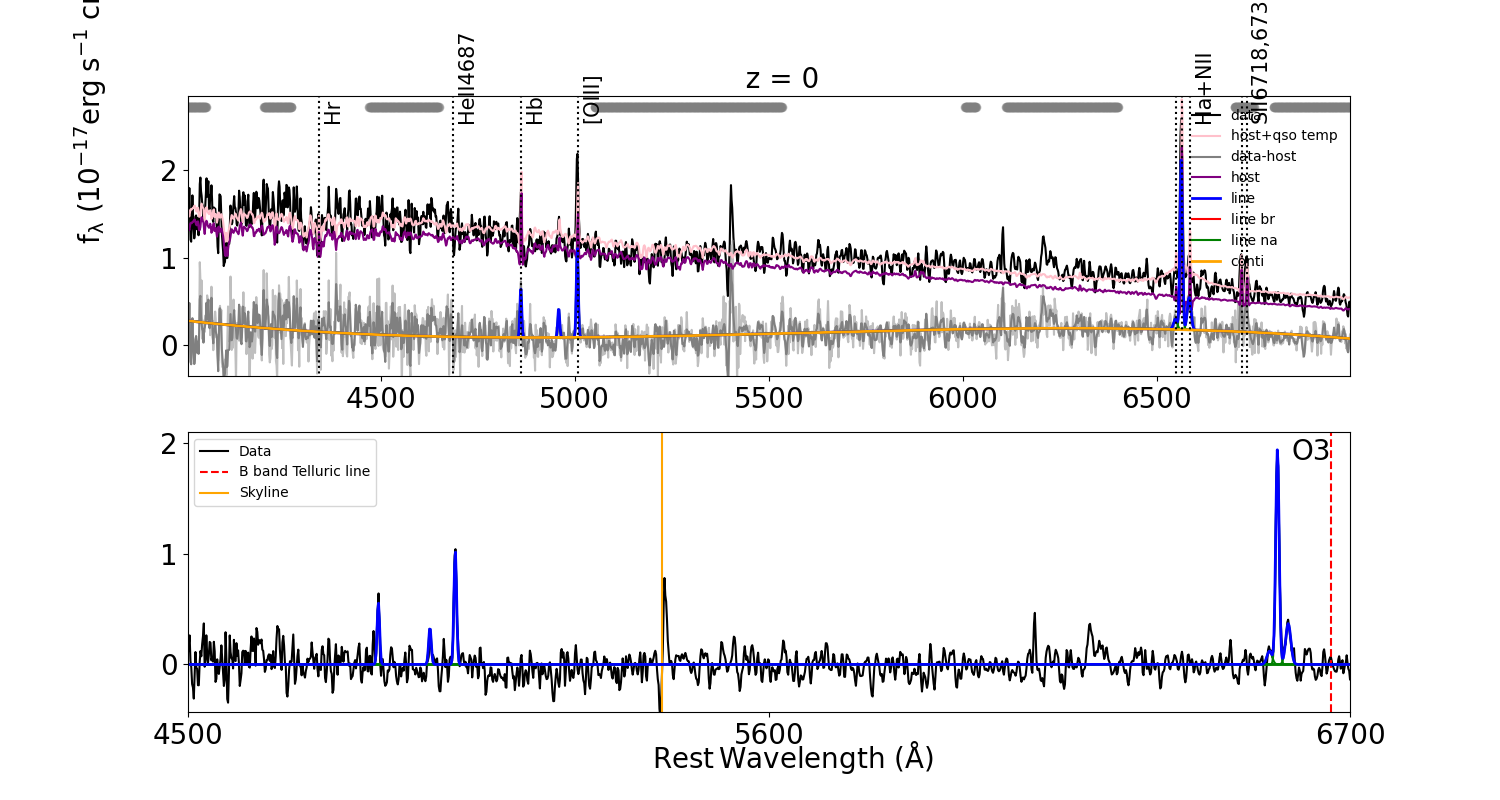 z = 0
f_λ (10^−17 erg s^−1 c
Hr
HeII4687
Hb
[OIII]
Ha+NII
SII6718,673
data
host+qso temp
data-host
host
line
line br
line na
conti
2
1
0
4500 5000 5500 6000 6500
Data
B band Telluric line
Skyline
O3
2
1
0
4500 5600 6700
Rest Wavelength (Å)